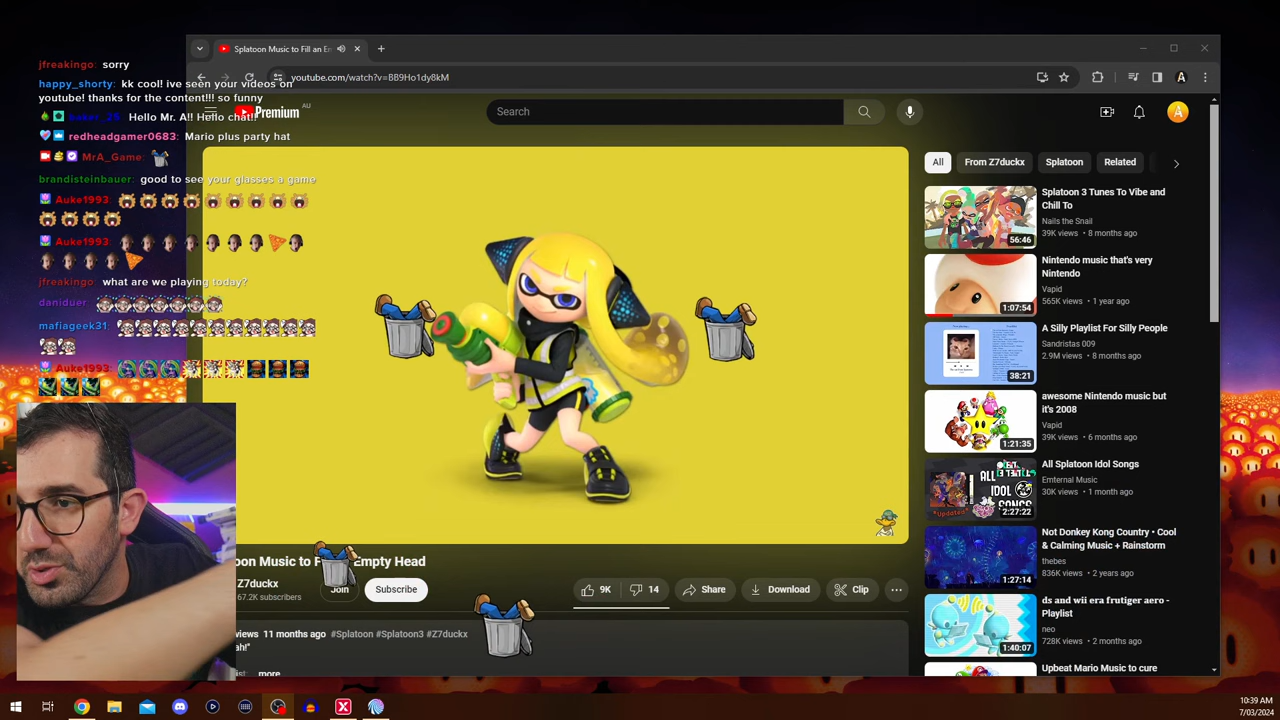 jfreakingo: sorry
happy_shorty: kk cool! ive seen your videos on
youtube! thanks for the content!!! so funny
Hello Mr. A!! Hello chat!!
redheadgamer0683: Mario plus party hat
MrA_Game:
brandisteinbauer: good to see your glasses a game
Auke1993:
Auke1993:
jfreakingo: what are we playing today?
daniduer:
mafiageek31:
Auke1993:
Splatoon Music to Fill an En
youtube.com/watch?v=BB9Ho1dy8kM
A
Premium
AU
Search
A
oon Music to F Empty Head
Z7duckx
67.2K subscribers
Join
Subscribe
9K
14
Share
Download
Clip
views 11 months ago #Splatoon #Splatoon3 #Z7duckx
ah!"
ist: more
All
From Z7duckx
Splatoon
Related
Splatoon 3 Tunes To Vibe and
Chill To
Nails the Snail
39K views • 8 months ago
56:46
Nintendo music that's very
Nintendo
Vapid
565K views • 1 year ago
1:07:54
A Silly Playlist For Silly People
Sandristas 009
2.9M views • 8 months ago
38:21
awesome Nintendo music but
it's 2008
Vapid
39K views • 6 months ago
1:21:35
All Splatoon Idol Songs
Emternal Music
30K views • 1 month ago
ALL
IDOL
SONGS
*Updated*
2:27:22
Not Donkey Kong Country • Cool
& Calming Music + Rainstorm
thebes
836K views • 2 years ago
1:27:14
ds and wii era frutiger aero -
Playlist
neo
728K views • 2 months ago
1:40:07
Upbeat Mario Music to cure
10:39 AM
7/03/2024